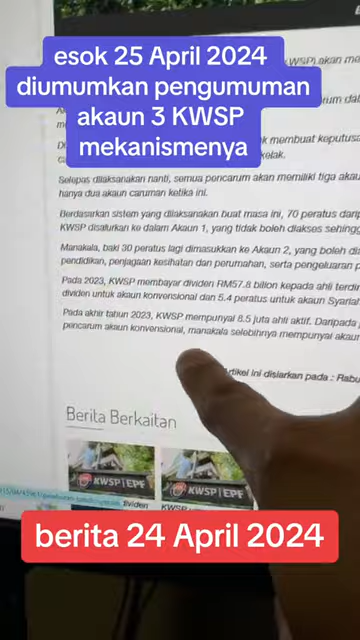 esok 25 April 2024
diumumkan pengumuman
akaun 3 KWSP
mekanismenya
KWSP) akan
membuat keputusa
kelak.
Selepas dilaksanakan nanti, semua pencarum akan memiliki tiga akau
hanya dua akaun caruman ketika ini.
Berdasarkan sistem yang dilaksanakan buat masa ini, 70 peratus darip
KWSP disalurkan ke dalam Akaun 1, yang tidak boleh diakses sehingg
Manakala, baki 30 peratus lagi dimasukkan ke Akaun 2, yang boleh di
pendidikan, penjagaan kesihatan dan perumahan, serta pengeluaran p
Pada 2023, KWSP membayar dividen RM57.8 bilion kepada ahli terdir
dividen untuk akaun konvensional dan 5.4 peratus untuk akaun Syariah
Pada akhir tahun 2023, KWSP mempunyai 8.5 juta ahli aktif. Daripada
pencarum akaun konvensional, manakala selebihnya mempunyai akaun
Artikel ini disiarkan pada : Rabu
Berita Berkaitan
KWSP | EPF
KWSP | EPF
berita 24 April 2024